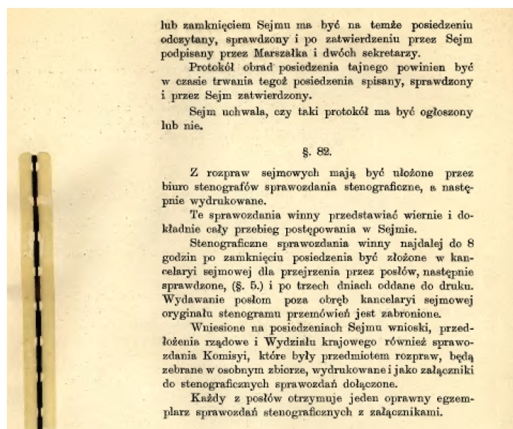 lub zamknięciem Sejmu ma być na temże posiedzeniu
odczytany, sprawdzony i po zatwierdzeniu przez Sejm
podpisany przez Marszałka i dwóch sekretarzy.
Protokół obrad posiedzenia tajnego powinien być
w czasie trwania tegoż posiedzenia spisany, sprawdzony
i przez Sejm zatwierdzony.
Sejm uchwala, czy taki protokół ma być ogłoszony
lub nie.
§. 82.
Z rozpraw sejmowych mają być ułożone przez
biuro stenografów sprawozdania stenograficzne, a nastę-
pnie wydrukowane.
Te sprawozdania winny przedstawiać wiernie i do-
kładnie cały przebieg postępowania w Sejmie.
Stenograficzne sprawozdania winny najdalej do 8
godzin po zamknięciu posiedzenia być złożone w kan-
celaryi sejmowej dla przejrzenia przez posłów, następnie
sprawdzone, (§. 5.) i po trzech dniach oddane do druku.
Wydawanie posłom poza obręb kancelaryi sejmowej
oryginału stenogramu przemówień jest zabronione.
Wniesione na posiedzeniach Sejmu wnioski, przed-
łożenia rządowe i Wydziału krajowego również sprawo-
zdania Komisyi, które były przedmiotem rozpraw, będą
zebrane w osobnym zbiorze, wydrukowane i jako załączniki
do stenograficznych sprawozdań dołączone.
Każdy z posłów otrzymuje jeden oprawny egzem-
plarz sprawozdań stenograficznych z załącznikami.